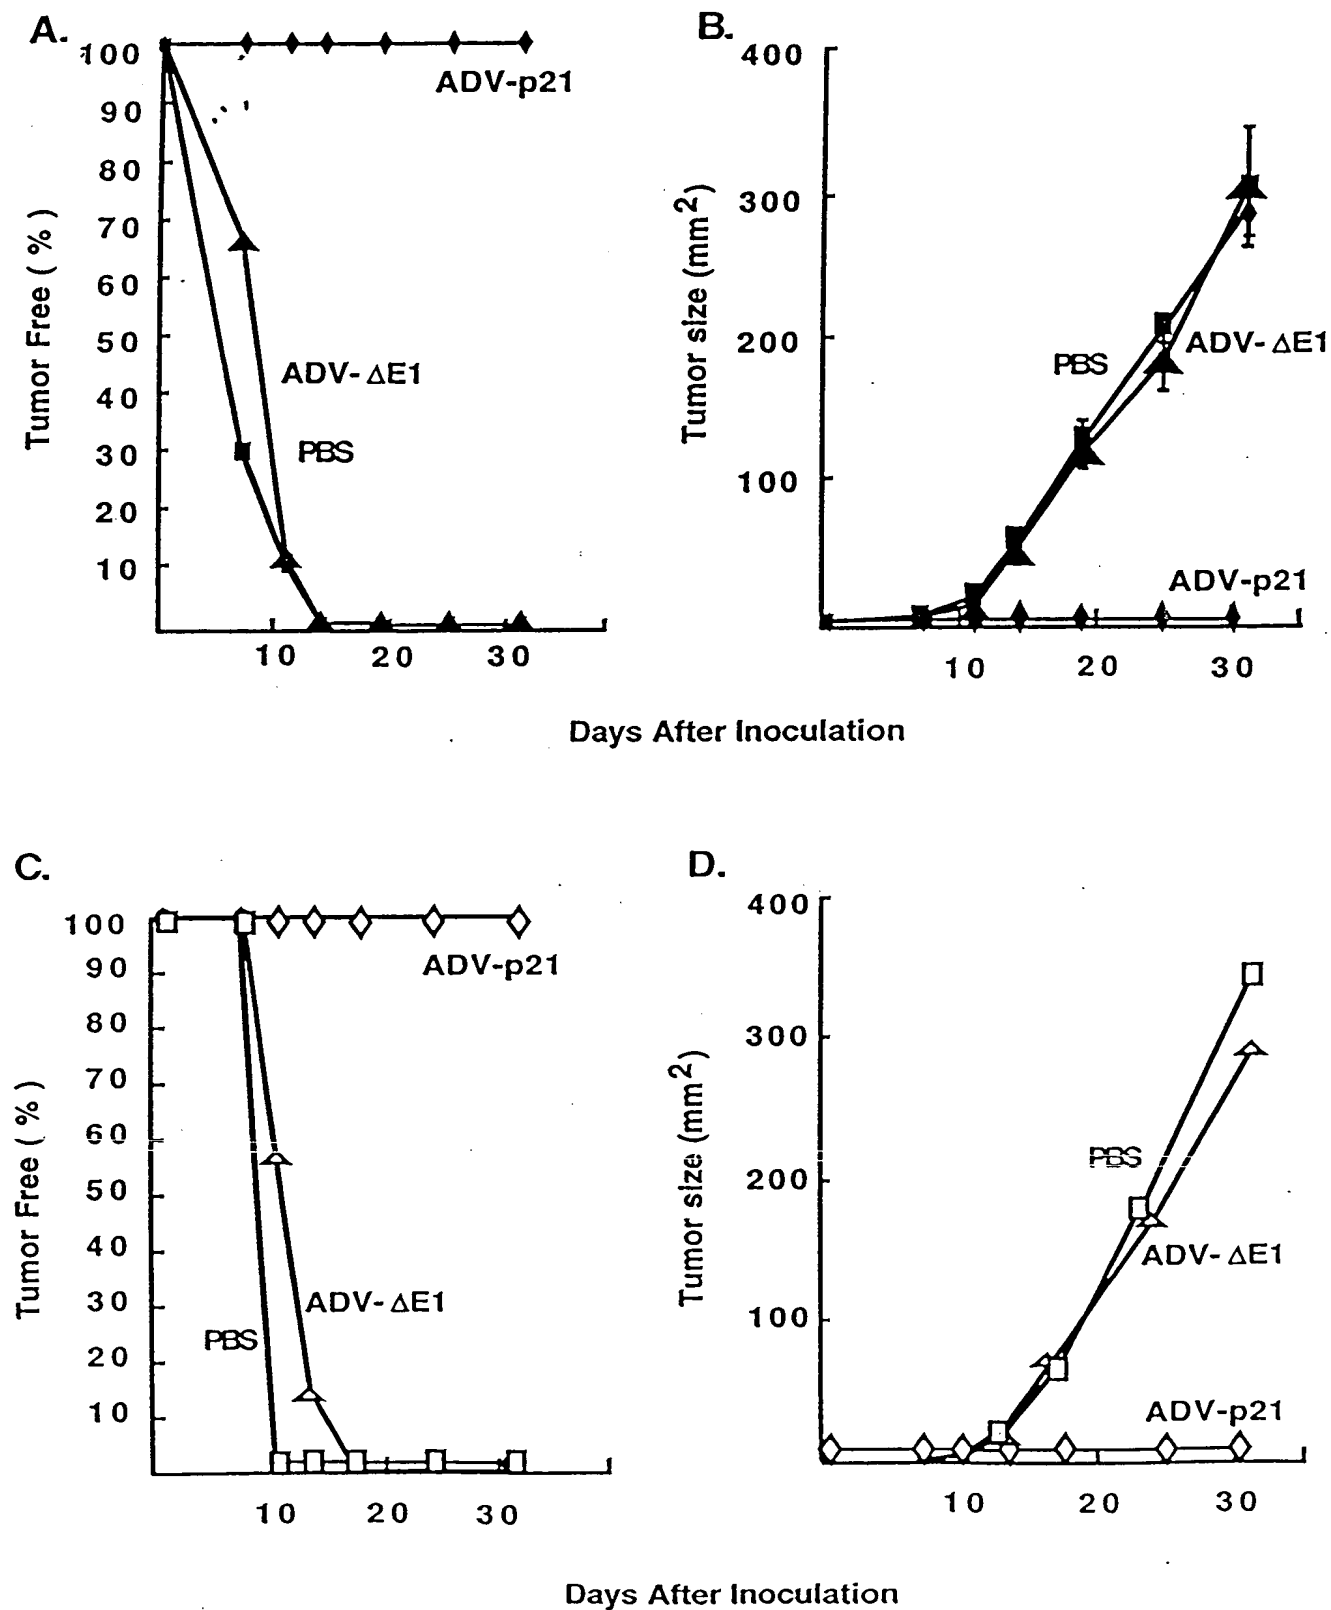 A.
100
90
80
70
60
50
40
30
20
10
Tumor Free ( % )
ADV-p21
ADV- ΔE1
PBS
10 20 30
B.
400
300
200
100
Tumor size (mm2)
PBS
ADV- ΔE1
ADV-p21
10 20 30
Days After Inoculation
C.
100
90
80
70
60
50
40
30
20
10
Tumor Free ( % )
ADV-p21
ADV- ΔE1
PBS
10 20 30
D.
400
300
200
100
Tumor size (mm2)
PBS
ADV- ΔE1
ADV-p21
10 20 30
Days After Inoculation